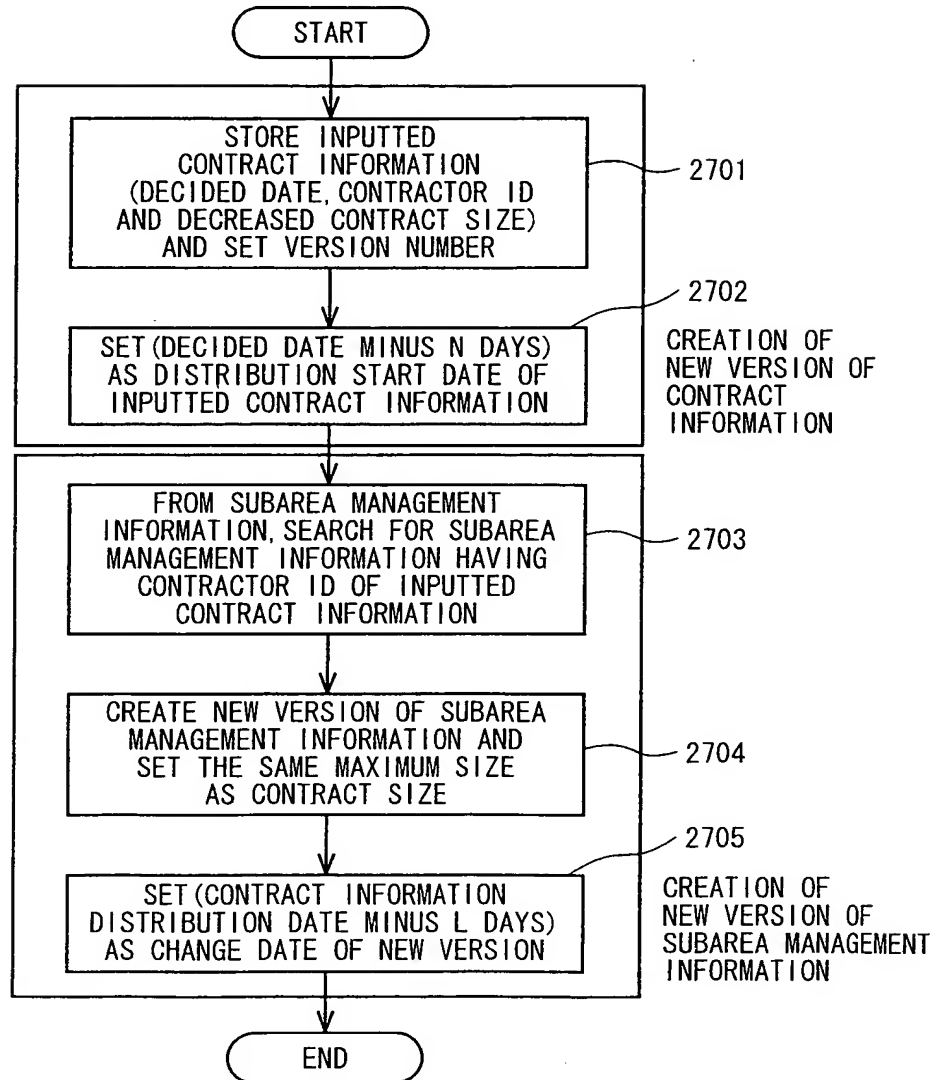 START
STORE INPUTTED
CONTRACT INFORMATION
(DECIDED DATE, CONTRACTOR ID
AND DECREASED CONTRACT SIZE)
AND SET VERSION NUMBER
2701
2702
SET (DECIDED DATE MINUS N DAYS)
AS DISTRIBUTION START DATE OF
INPUTTED CONTRACT INFORMATION
CREATION OF
NEW VERSION OF
CONTRACT
INFORMATION
FROM SUBAREA MANAGEMENT
INFORMATION, SEARCH FOR SUBAREA
MANAGEMENT INFORMATION HAVING
CONTRACTOR ID OF INPUTTED
CONTRACT INFORMATION
2703
CREATE NEW VERSION OF SUBAREA
MANAGEMENT INFORMATION AND
SET THE SAME MAXIMUM SIZE
AS CONTRACT SIZE
2704
2705
SET (CONTRACT INFORMATION
DISTRIBUTION DATE MINUS L DAYS)
AS CHANGE DATE OF NEW VERSION
CREATION OF
NEW VERSION OF
SUBAREA MANAGEMENT
INFORMATION
END